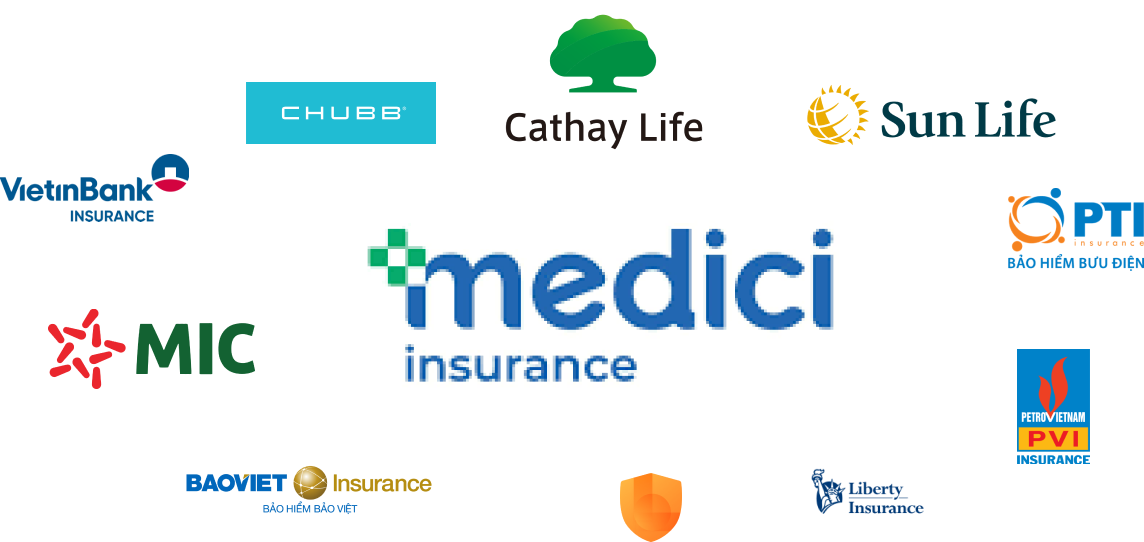 Cathay Life
CHUBB®
Sun Life
VietinBank
INSURANCE
PTI
insurance
BẢO HIỂM BƯU ĐIỆN
medici
insurance
MIC
PETROVIETNAM
PVI
INSURANCE
BAOVIET Insurance
BẢO HIỂM BẢO VIỆT
Liberty
Insurance